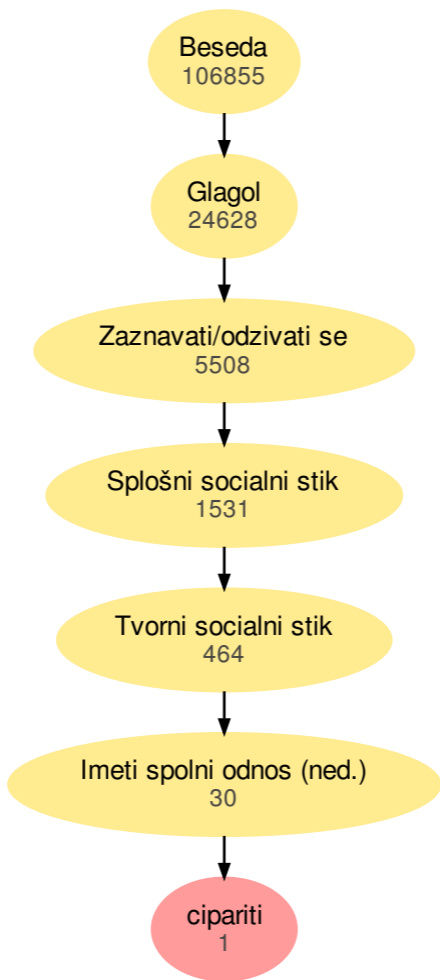 Beseda
106855
Glagol
24628
Zaznavati/odzivati se
5508
Splošni socialni stik
1531
Tvorni socialni stik
464
Imeti spolni odnos (ned.)
30
cipariti
1